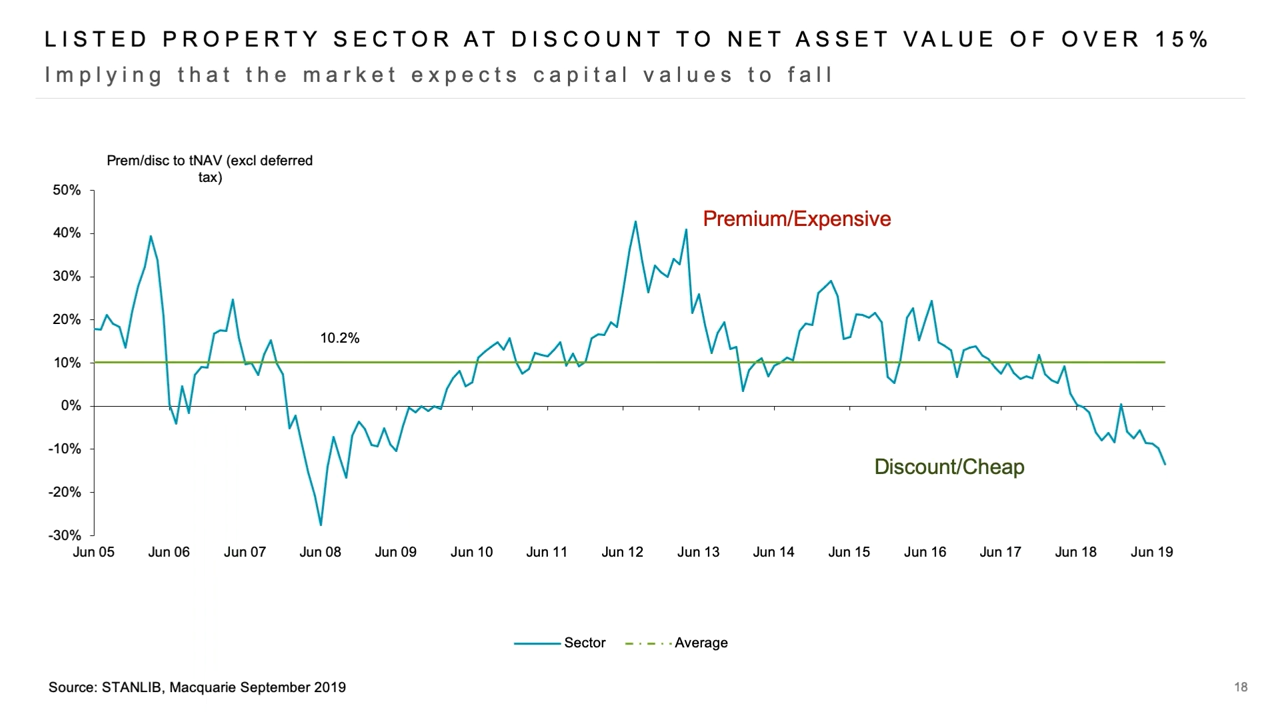 LISTED PROPERTY SECTOR AT DISCOUNT TO NET ASSET VALUE OF OVER 15%
Implying that the market expects capital values to fall
Prem/disc to tNAV (excl deferred
tax)
50%
40%
30%
20%
10%
0%
-10%
-20%
-30%
Premium/Expensive
10.2%
Discount/Cheap
Jun 05 Jun 06 Jun 07 Jun 08 Jun 09 Jun 10 Jun 11 Jun 12 Jun 13 Jun 14 Jun 15 Jun 16 Jun 17 Jun 18 Jun 19
Sector Average
Source: STANLIB, Macquarie September 2019
18